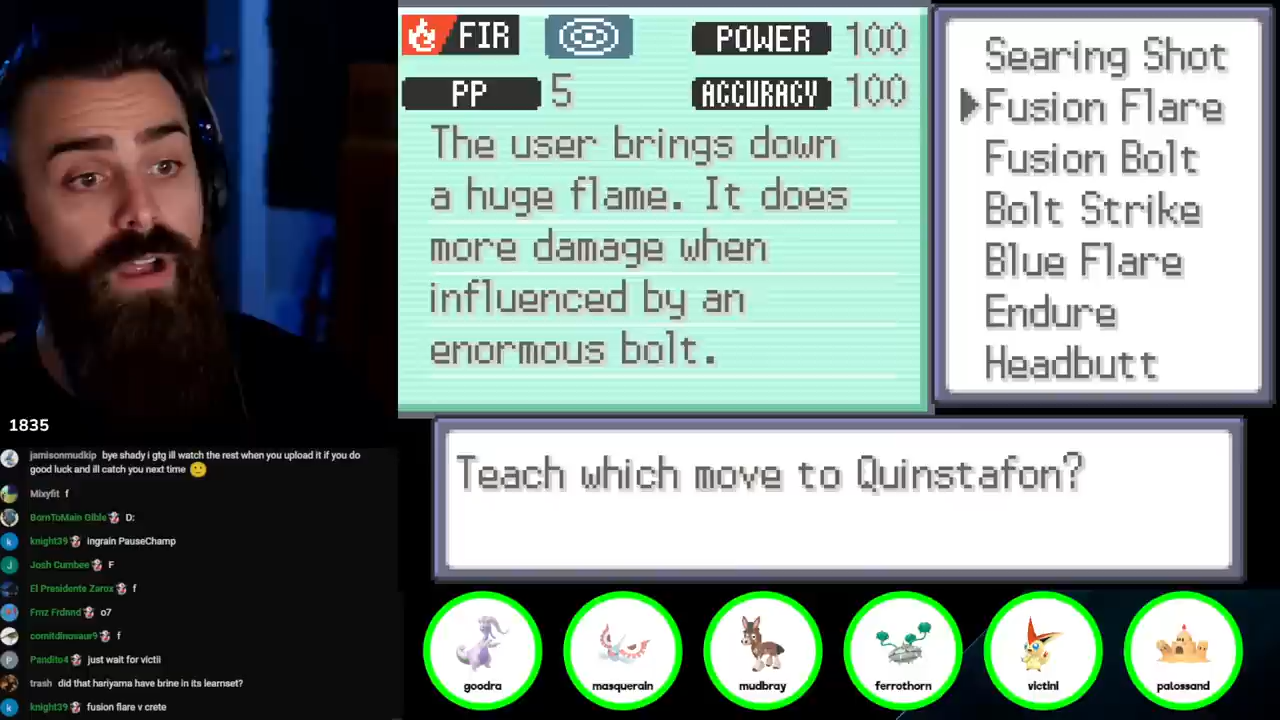 FIR
POWER 100
PP 5
ACCURACY 100
The user brings down
a huge flame. It does
more damage when
influenced by an
enormous bolt.
Searing Shot
Fusion Flare
Fusion Bolt
Bolt Strike
Blue Flare
Endure
Headbutt
Teach which move to Quinstafon?
1835
jamisonmudkip bye shady i gtg ill watch the rest when you upload it if you do
good luck and ill catch you next time
Mixyfit f
BornToMain Gible D:
knight39 ingrain PauseChamp
Josh Cumbee F
El Presidente Zarox f
Frnz Frdnnd o7
comitdinosaur9 f
Pandito4 just wait for victii
trash did that hariyama have brine in its learnset?
knight39 fusion flare v crete
goodra
masquerain
mudbray
ferrothorn
victini
palossand